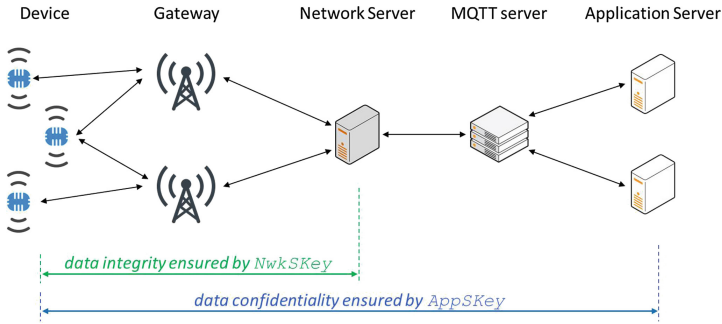 Device Gateway Network Server MQTT server Application Server
data integrity ensured by NwkSKey
data confidentiality ensured by AppSKey